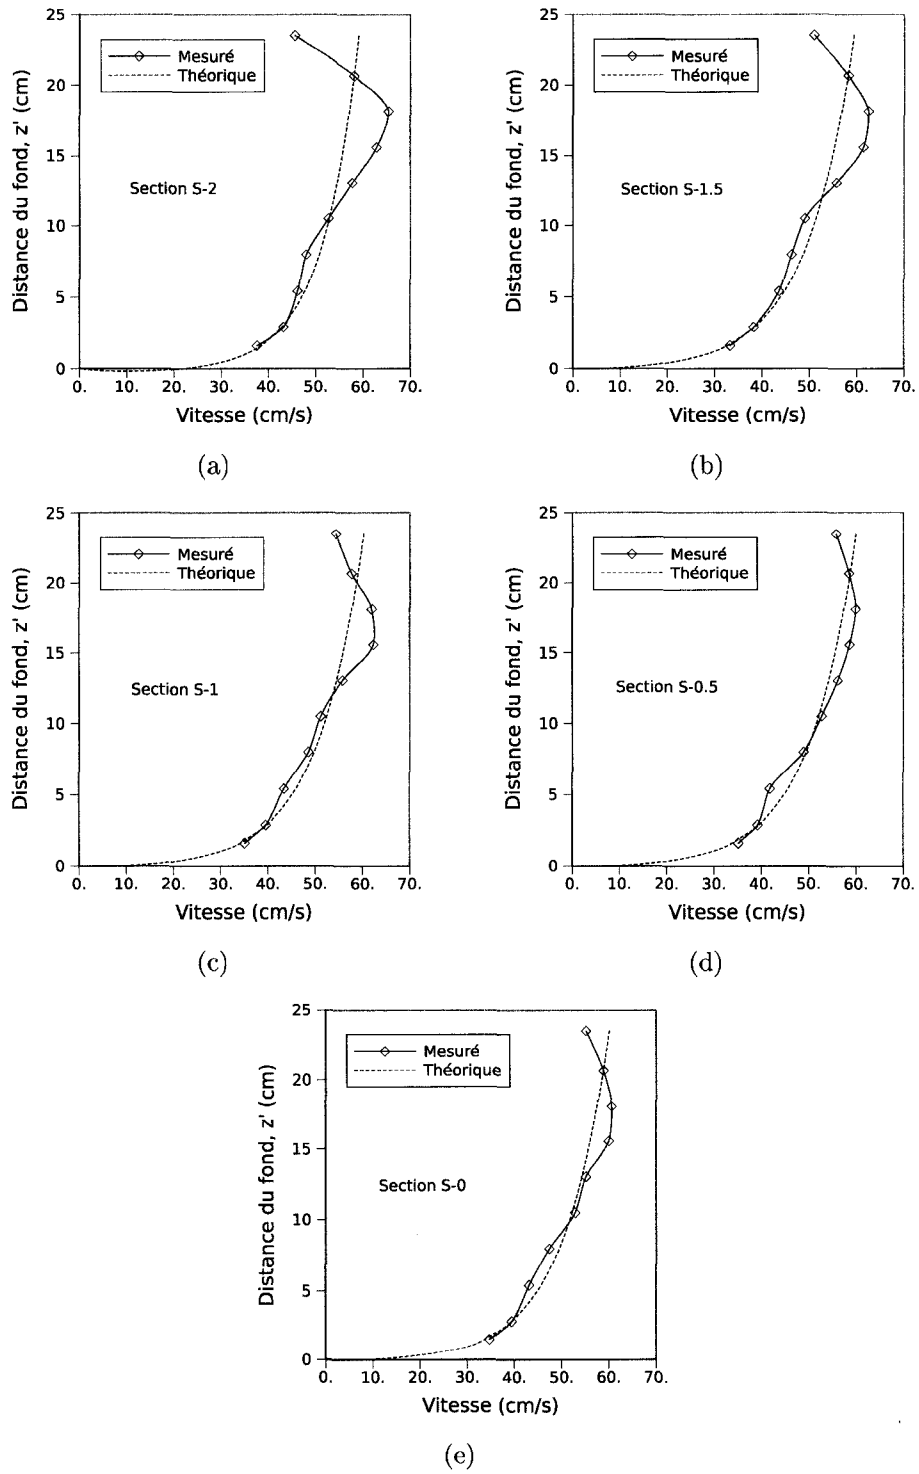 25
20
15
10
5
0
Distance du fond, z' (cm)
Mesuré
Théorique
Section S-2
0. 10. 20. 30. 40. 50. 60. 70.
Vitesse (cm/s)
(a)
25
20
15
10
5
0
Distance du fond, z' (cm)
Mesuré
Théorique
Section S-1.5
0. 10. 20. 30. 40. 50. 60. 70.
Vitesse (cm/s)
(b)
25
20
15
10
5
0
Distance du fond, z' (cm)
Mesuré
Théorique
Section S-1
0. 10. 20. 30. 40. 50. 60. 70.
Vitesse (cm/s)
(c)
25
20
15
10
5
0
Distance du fond, z' (cm)
Mesuré
Théorique
Section S-0.5
0. 10. 20. 30. 40. 50. 60. 70.
Vitesse (cm/s)
(d)
25
20
15
10
5
0
Distance du fond, z' (cm)
Mesuré
Théorique
Section S-0
0. 10. 20. 30. 40. 50. 60. 70.
Vitesse (cm/s)
(e)